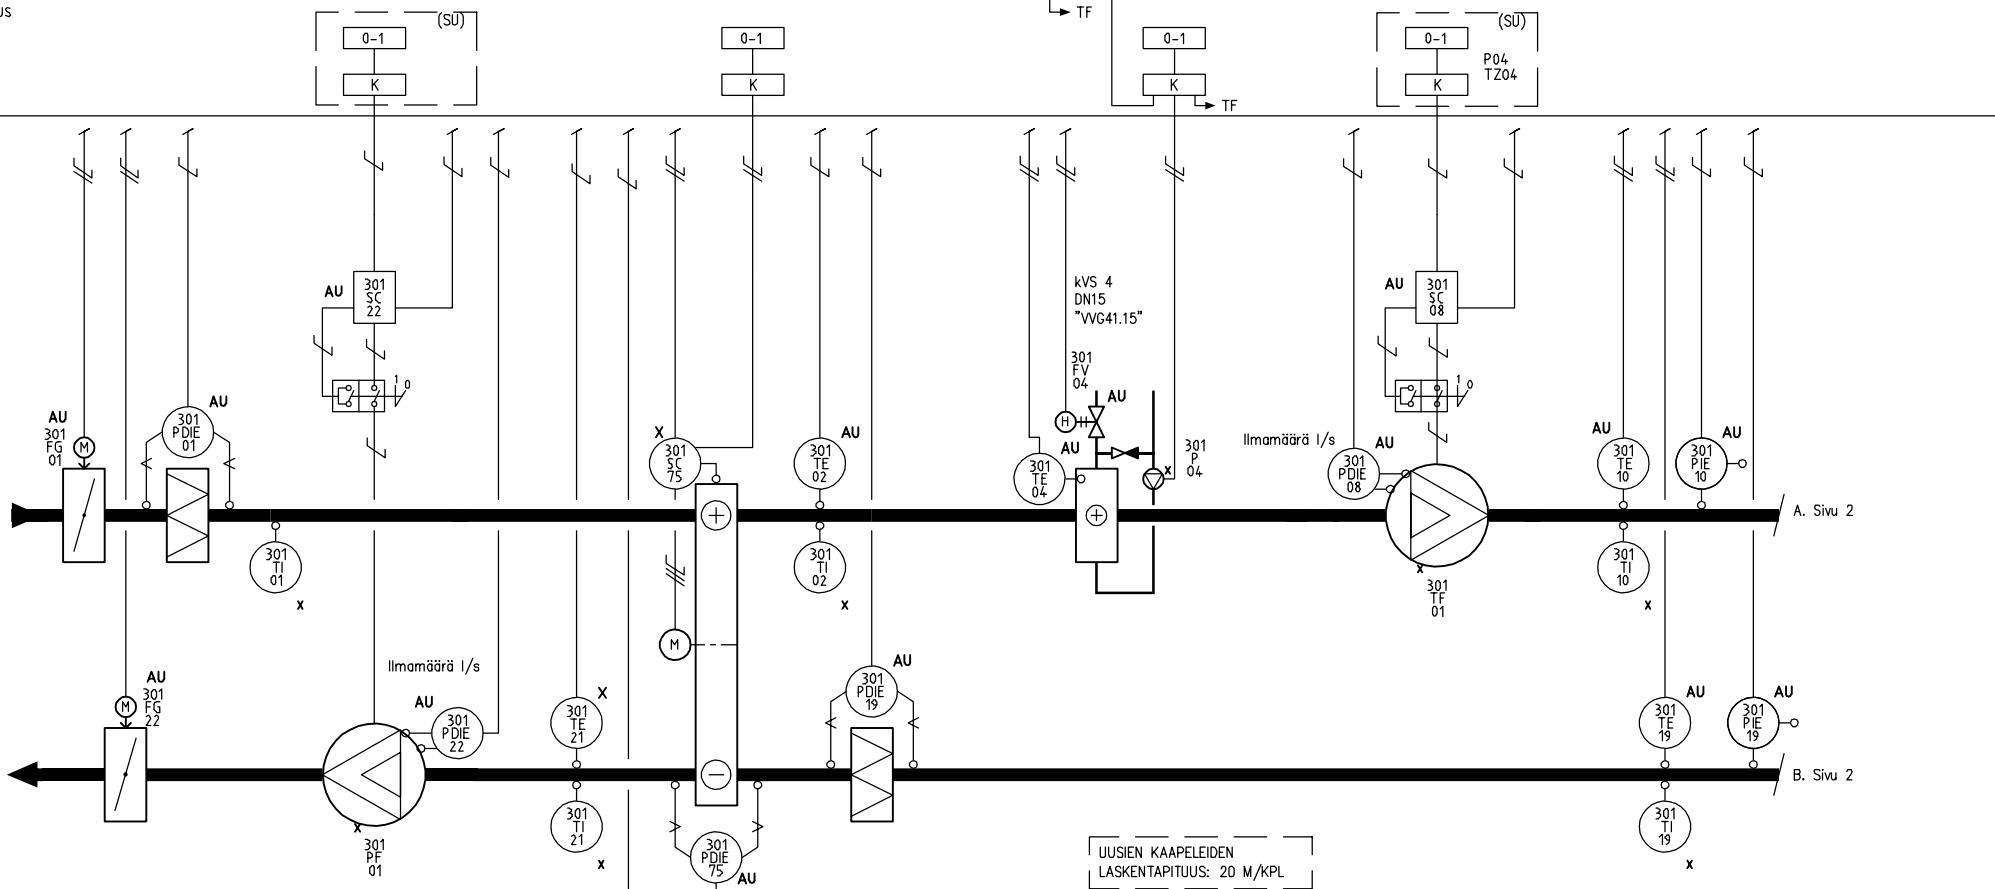 US
(SU)
0-1
K
0-1
K
TF
0-1
K
TF
(SU)
0-1
K
P04
TZ04
AU
301
SC
22
1
0
AU
301
FG
01
M
301
PDIE
01
AU
301
TI
01
x
X
301
SC
75
AU
301
TE
02
301
TI
02
x
kVS 4
DN15
"VVG41.15"
301
FV
04
AU
H
AU
301
TE
04
x
301
P
04
AU
301
SC
08
1
0
Ilmamäärä l/s
AU
301
PDIE
08
x
301
TF
01
AU
301
TE
10
301
TI
10
x
AU
301
PIE
10
A. Sivu 2
AU
301
FG
22
M
Ilmamäärä l/s
AU
301
PDIE
22
x
301
PF
01
X
301
TE
21
301
TI
21
x
M
301
PDIE
75
AU
AU
301
PDIE
19
AU
301
TE
19
301
TI
19
x
AU
301
PIE
19
B. Sivu 2
UUSIEN KAAPELEIDEN
LASKENTAPITUUS: 20 M/KPL